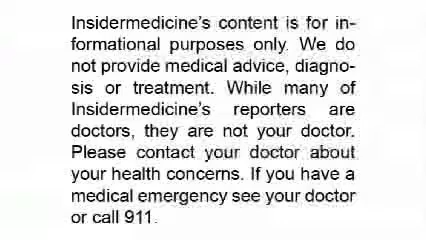 Insidermedicine's content is for in-
formational purposes only. We do
not provide medical advice, diagno-
sis or treatment. While many of
Insidermedicine's reporters are
doctors, they are not your doctor.
Please contact your doctor about
your health concerns. If you have a
medical emergency see your doctor
or call 911.